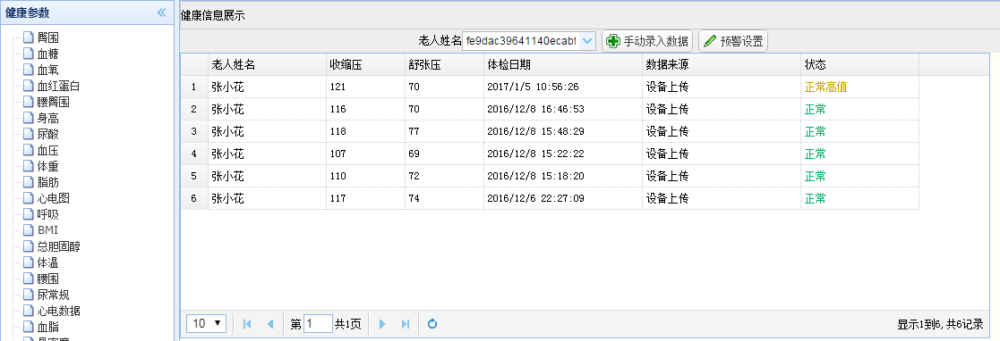 健康参数
臀围
血糖
血氧
血红蛋白
腰臀围
身高
尿酸
血压
体重
脂肪
心电图
呼吸
BMI
总胆固醇
体温
腰围
尿常规
心电数据
血脂
健康信息展示
老人姓名 fe9dac39641140ecabf 手动录入数据 预警设置
老人姓名 收缩压 舒张压 体检日期 数据来源 状态
1 张小花 121 70 2017/1/5 10:56:26 设备上传 正常高值
2 张小花 116 70 2016/12/8 16:46:53 设备上传 正常
3 张小花 118 77 2016/12/8 15:48:29 设备上传 正常
4 张小花 107 69 2016/12/8 15:22:22 设备上传 正常
5 张小花 110 72 2016/12/8 15:18:20 设备上传 正常
6 张小花 117 74 2016/12/6 22:27:09 设备上传 正常
10 第 1 共1页 显示1到6,共6记录